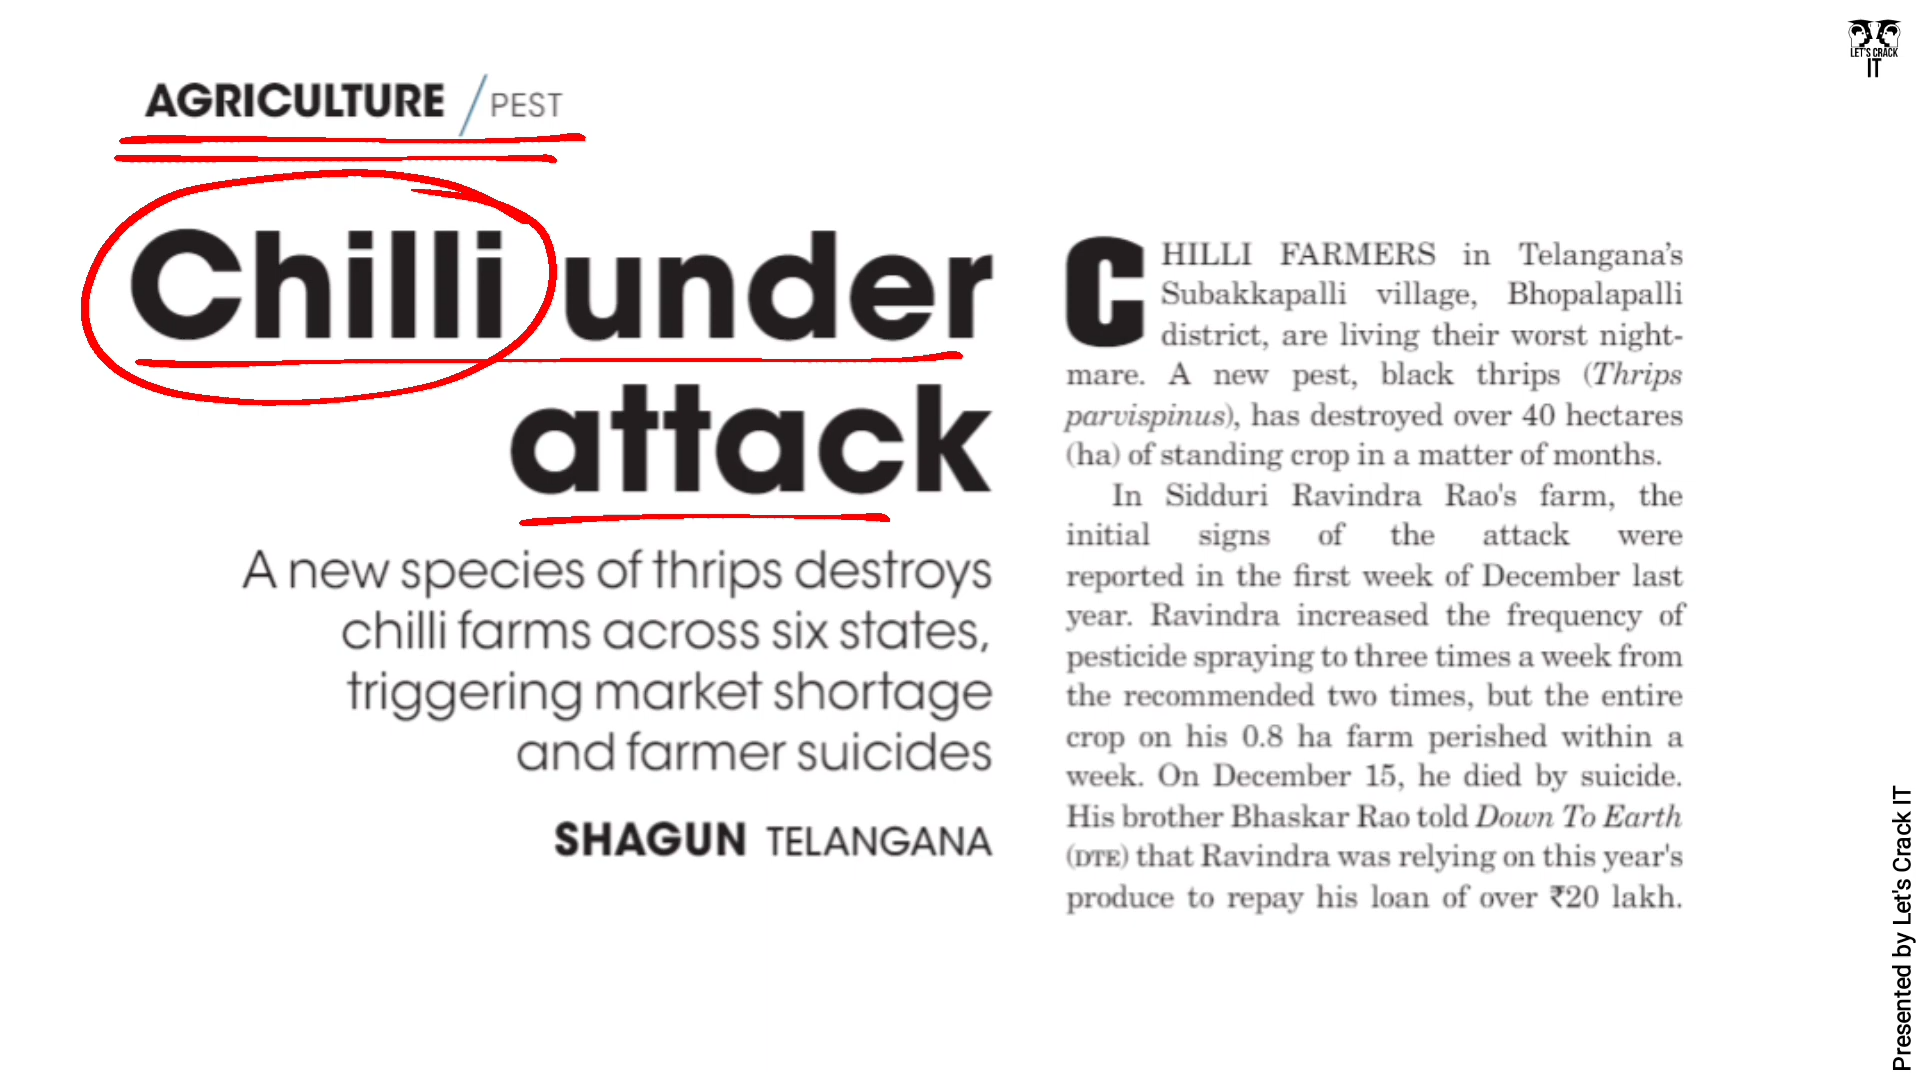 LET'S CRACK
IT
AGRICULTURE / PEST
Chilli under
attack
A new species of thrips destroys
chilli farms across six states,
triggering market shortage
and farmer suicides
SHAGUN TELANGANA
CHILLI FARMERS in Telangana's
Subakkapalli village, Bhopalapalli
district, are living their worst night-
mare. A new pest, black thrips (Thrips
parvispinus), has destroyed over 40 hectares
(ha) of standing crop in a matter of months.
In Sidduri Ravindra Rao's farm, the
initial signs of the attack were
reported in the first week of December last
year. Ravindra increased the frequency of
pesticide spraying to three times a week from
the recommended two times, but the entire
crop on his 0.8 ha farm perished within a
week. On December 15, he died by suicide.
His brother Bhaskar Rao told Down To Earth
(DTE) that Ravindra was relying on this year's
produce to repay his loan of over ₹20 lakh.
Presented by Let's Crack IT